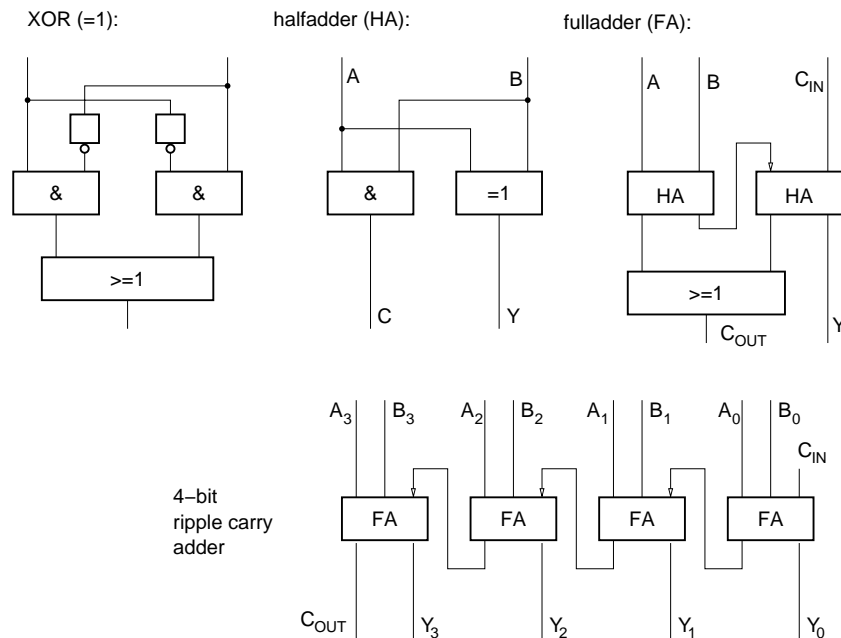 XOR (=1):
halfadder (HA):
fulladder (FA):
A
B
A
B
C_IN
&
&
&
=1
HA
HA
>=1
>=1
C
Y
C_OUT
Y
A_3
B_3
A_2
B_2
A_1
B_1
A_0
B_0
C_IN
4−bit
ripple carry
adder
FA
FA
FA
FA
C_OUT
Y_3
Y_2
Y_1
Y_0